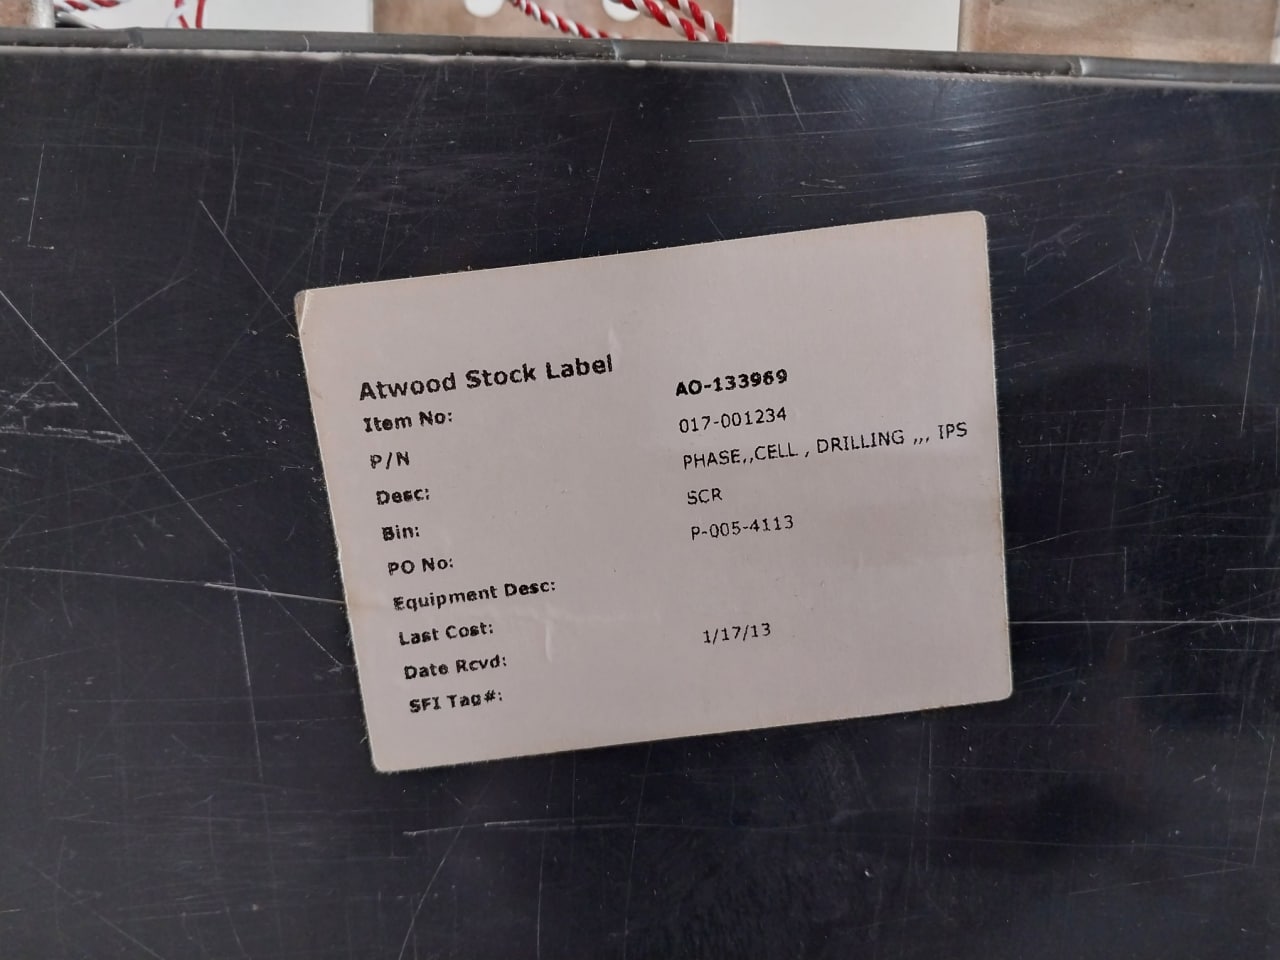 Atwood Stock Label
Item No: AO-133969
P/N 017-001234
Desc: PHASE,,CELL , DRILLING ,,, IPS
Bin: SCR
PO No: P-005-4113
Equipment Desc:
Last Cost:
Date Rcvd: 1/17/13
SFI Tag#: